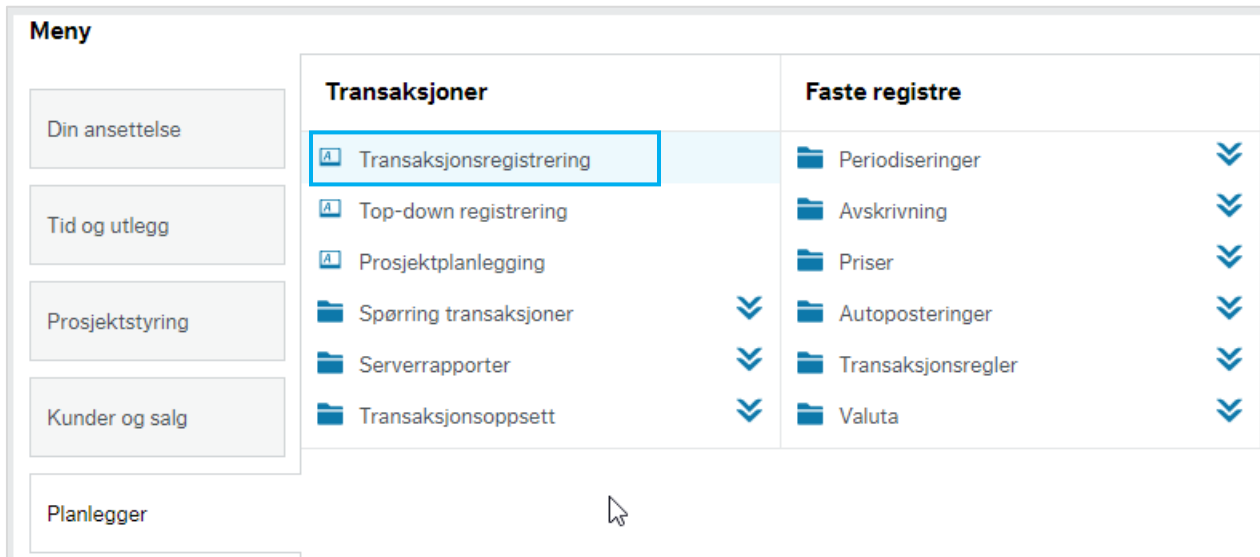 Meny
Din ansettelse
Tid og utlegg
Prosjektstyring
Kunder og salg
Planlegger
Transaksjoner
Transaksjonsregistrering
Top-down registrering
Prosjektplanlegging
Spørring transaksjoner
Serverrapporter
Transaksjonsoppsett
Faste registre
Periodiseringer
Avskrivning
Priser
Autoposteringer
Transaksjonsregler
Valuta